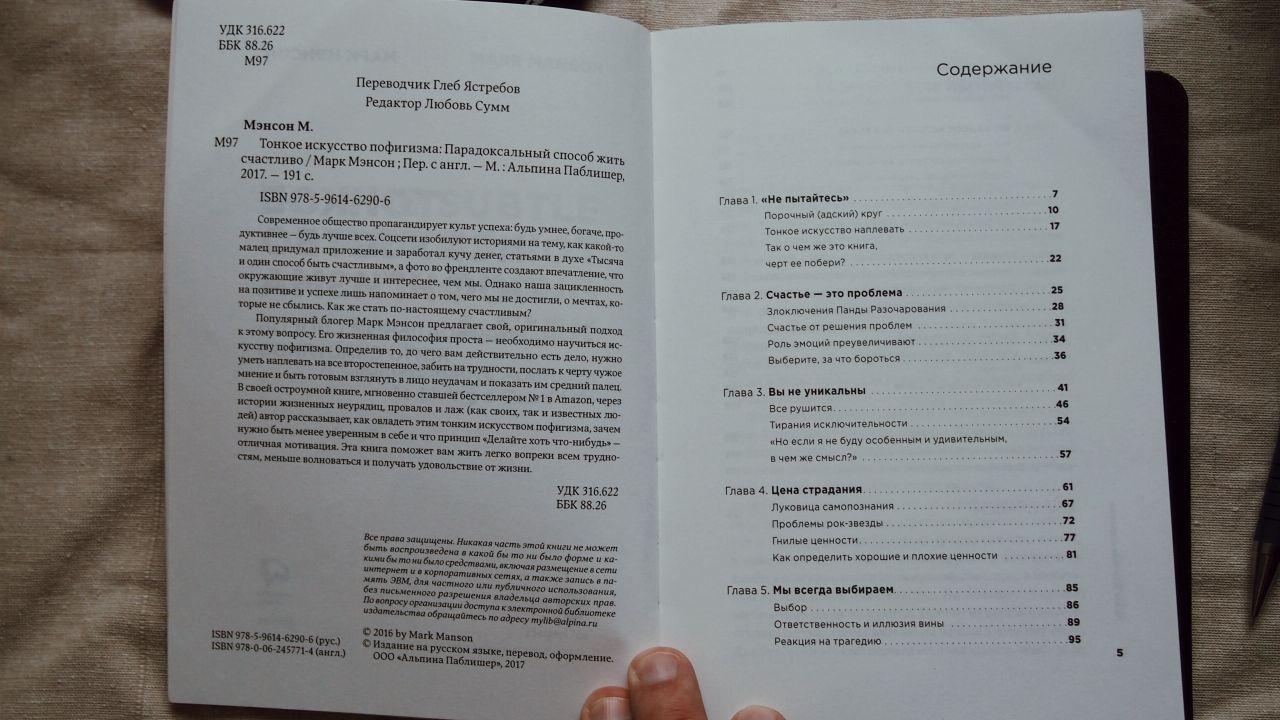 УДК 316.622
ББК 88.26
М97
Переводчик Глеб Ястребов
Редактор Любовь Сумм
Мэнсон М.
М97 Тонкое искусство пофигизма: Парадоксальный способ жить
счастливо / Марк Мэнсон ; Пер. с англ. — М. : Альпина Паблишер,
2017. — 191 с.
ISBN 978-5-9614-6290-6
Современное общество пропагандирует культ успеха: будь умнее, богаче, про-
дуктивнее — будь лучше всех. Соцсети изобилуют историями на тему, как какой-то
малец придумал приложение и заработал кучу денег, статьями в духе «Тысяча
и один способ быть счастливым», а фото во френдленте создают впечатление, что
окружающие живут лучше и интереснее, чем мы. Однако наша зацикленность
на позитиве и успехе лишь напоминает о том, чего мы не достигли, о мечтах, ко-
торые не сбылись. Как же стать по-настоящему счастливым?
Популярный блогер Марк Мэнсон предлагает свой, оригинальный подход
к этому вопросу. Его жизненная философия проста — необходимо научиться ис-
кусству пофигизма. Определив то, до чего вам действительно есть дело, нужно
уметь наплевать на все второстепенное, забить на трудности, послать к черту чужое
мнение и быть готовым взглянуть в лицо неудачам и показать им средний палец.
В своей остроумной книге, мгновенно ставшей бестселлером №1 в Amazon, через
истории жизненных неурядиц, провалов и лаж (как своих, так и известных лю-
дей) автор рассказывает, как овладеть этим тонким искусством пофигизма, зачем
нужно быть менее уверенным в себе и что принцип «Делайте хоть что-нибудь» —
отличная мотивация. Эта книга поможет вам жить легко вопреки всем трудно-
стям, меньше волноваться и получать удовольствие от жизни.
УДК 316.622
ББК 88.26
Все права защищены. Никакая часть этой книги не может
быть воспроизведена в какой бы то ни было форме и ка-
кими бы то ни было средствами, включая размещение в сети
интернет и в корпоративных сетях, а также запись в па-
мять ЭВМ, для частного или публичного использования,
без письменного разрешения владельца авторских прав.
По вопросу организации доступа к электронной библиотеке
издательства обращайтесь по адресу mylib@alpina.ru
ISBN 978-5-9614-6290-6 (рус.)
ISBN 978-0-06-245771-4 (англ.)
© 2016 by Mark Manson
© Издание на русском языке, перевод, оформление.
ООО «Альпина Паблишер», 2017
Содержание
Глава 1. «Не пытайтесь» 7
Порочный (адский) круг 10
Тонкое искусство наплевать 17
Так о чем же это книга,
черт ее побери? 22
Глава 2. Счастье — это проблема 25
Злоключения Панды Разочарования 28
Счастье от решения проблем 31
Роль эмоций преувеличивают 34
Выберите, за что бороться 36
Глава 3. Вы не уникальны 41
Все рушится 46
Тирания исключительности 54
«Но если я не буду особенным и удивительным,
в чем же смысл?» 57
Глава 4. Цена страдания 61
Луковица самопознания 67
Проблемы рок-звезды 72
Гнилые ценности 77
Как определить хорошие и плохие ценности 81
Глава 5. Мы всегда выбираем 85
Выбор 86
Ответственность и иллюзия вины 89
Реакция на трагедию 95
5